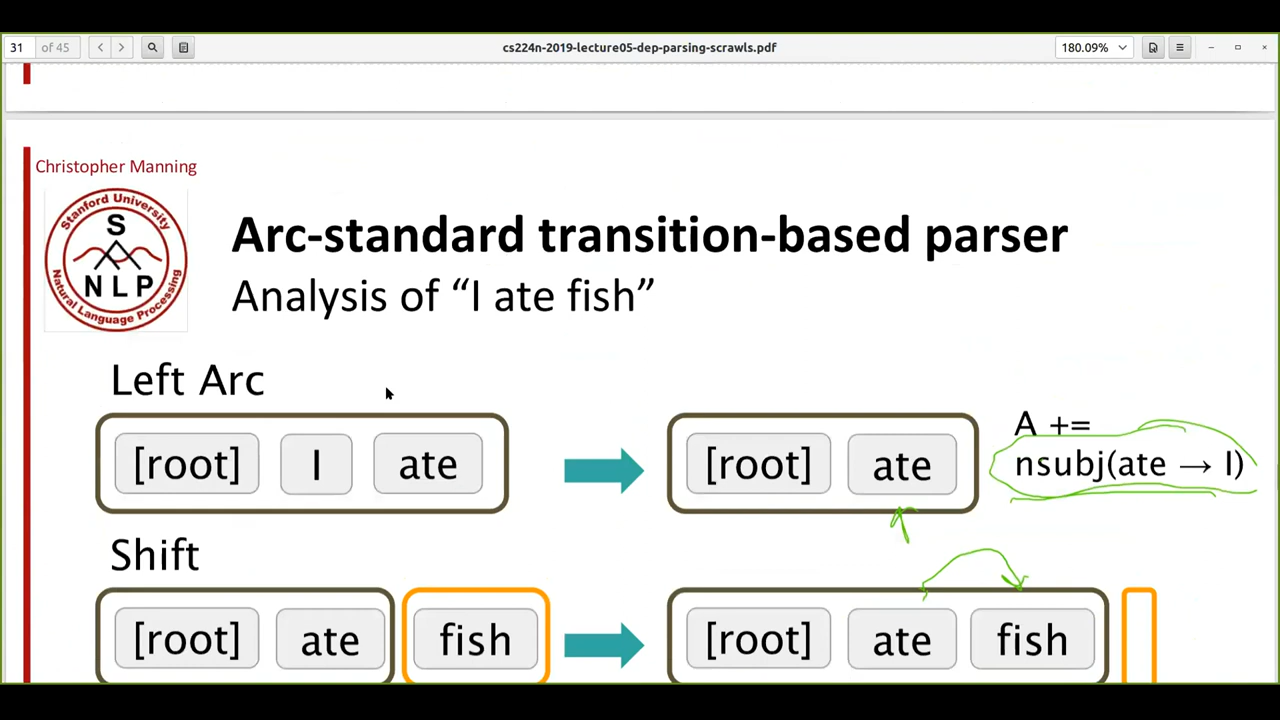 31 of 45
cs224n-2019-lecture05-dep-parsing-scrawls.pdf
180.09%
Christopher Manning
Stanford University
S
NLP
Natural Language Processing
Arc-standard transition-based parser
Analysis of “I ate fish”
Left Arc
[root] I ate
[root] ate
A +=
nsubj(ate → I)
Shift
[root] ate fish
[root] ate fish